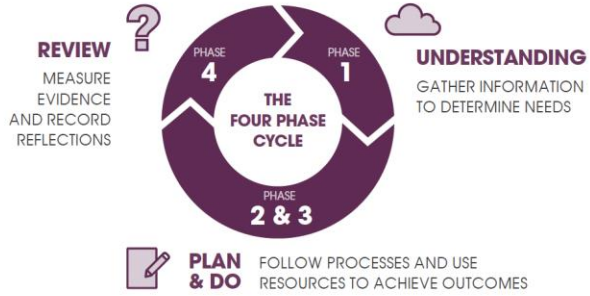 REVIEW
MEASURE
EVIDENCE
AND RECORD
REFLECTIONS
PHASE
4
PHASE
1
THE
FOUR PHASE
CYCLE
UNDERSTANDING
GATHER INFORMATION
TO DETERMINE NEEDS
PHASE
2 & 3
PLAN
& DO
FOLLOW PROCESSES AND USE
RESOURCES TO ACHIEVE OUTCOMES